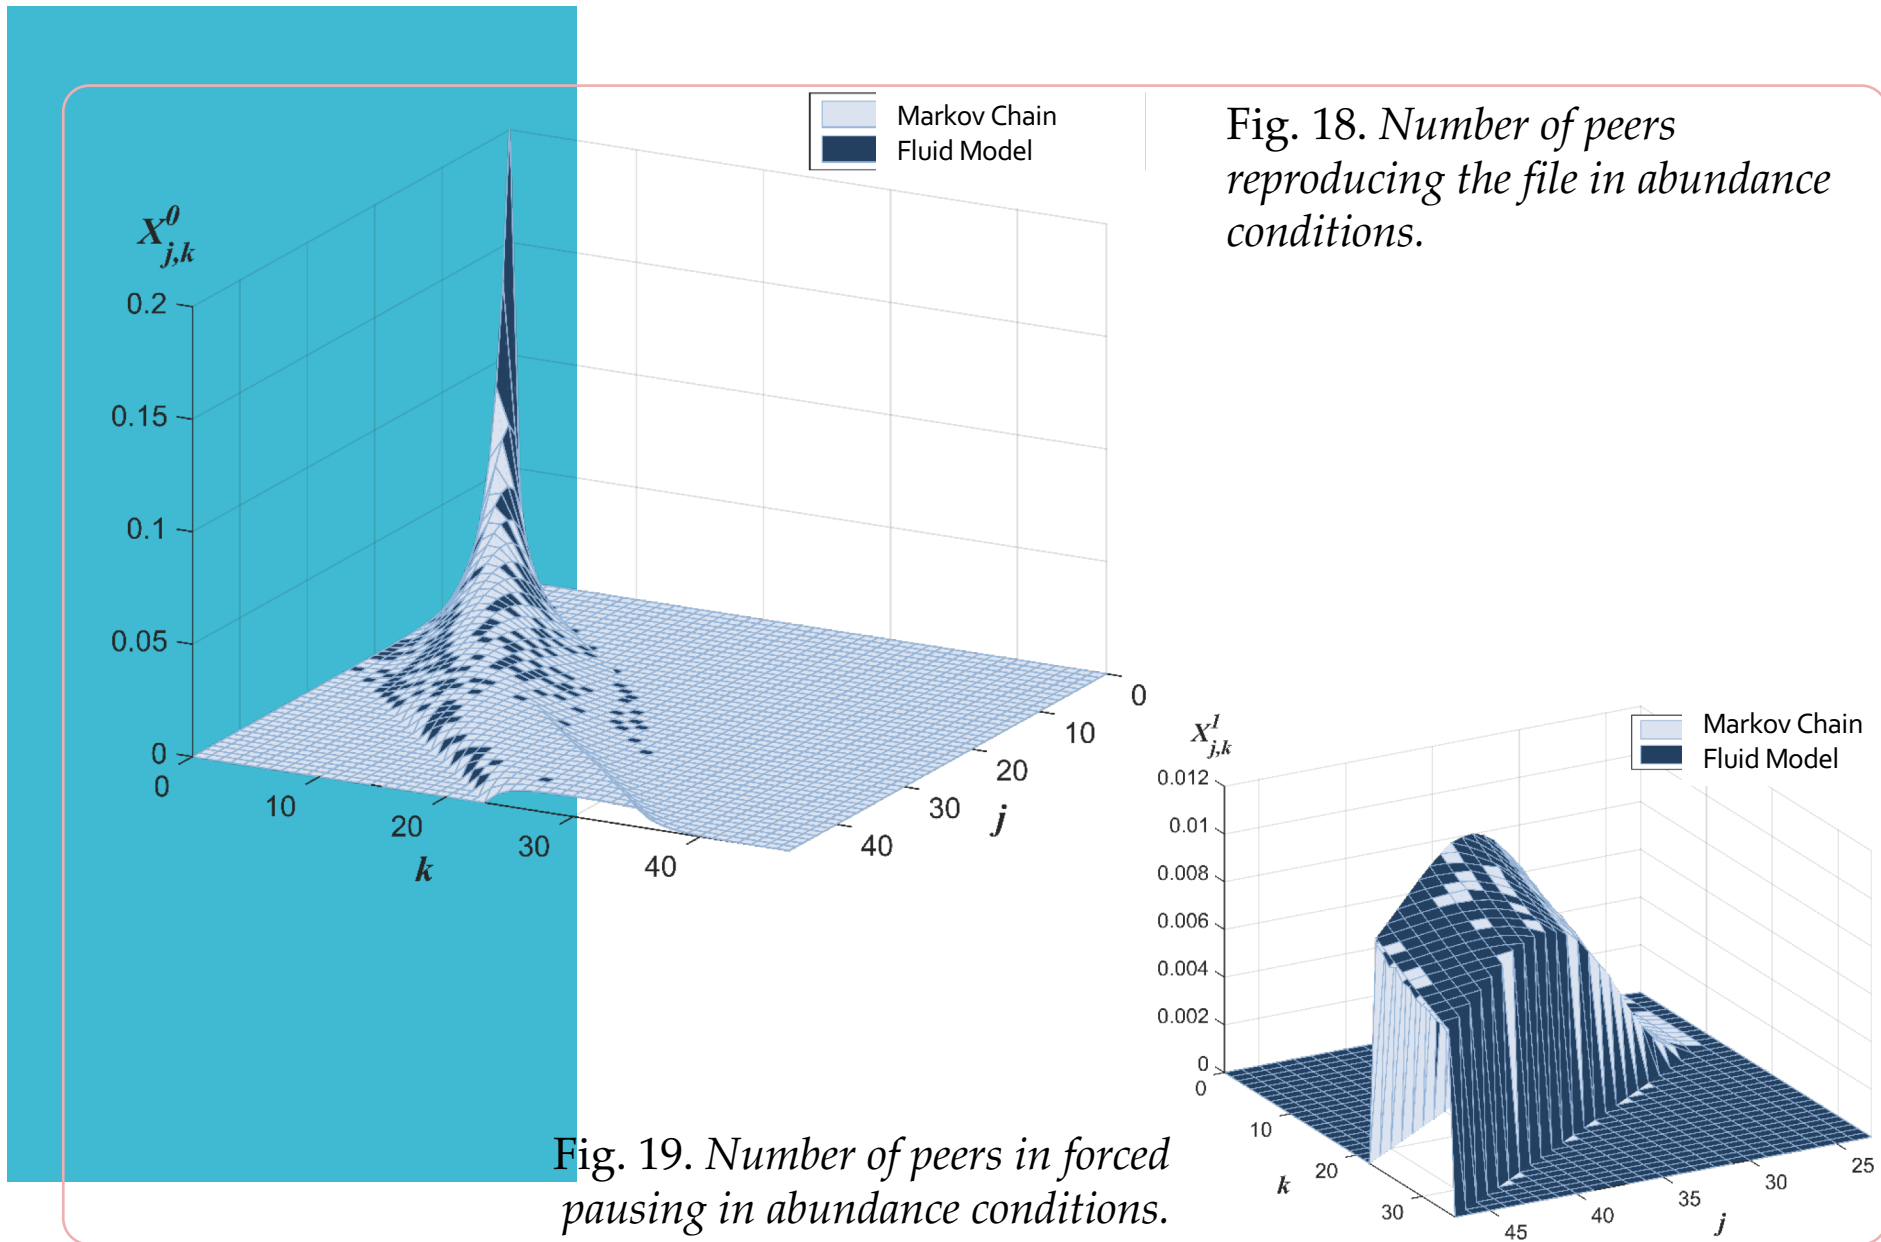 Markov Chain
Fluid Model
Fig. 18. Number of peers
reproducing the file in abundance
conditions.
X⁰j,k
0.2
0.15
0.1
0.05
0
0
10
20
30
40
k
0
10
20
30
40
j
Markov Chain
Fluid Model
X¹j,k
0.012
0.01
0.008
0.006
0.004
0.002
0
0
10
20
30
k
25
30
35
40
45
j
Fig. 19. Number of peers in forced
pausing in abundance conditions.